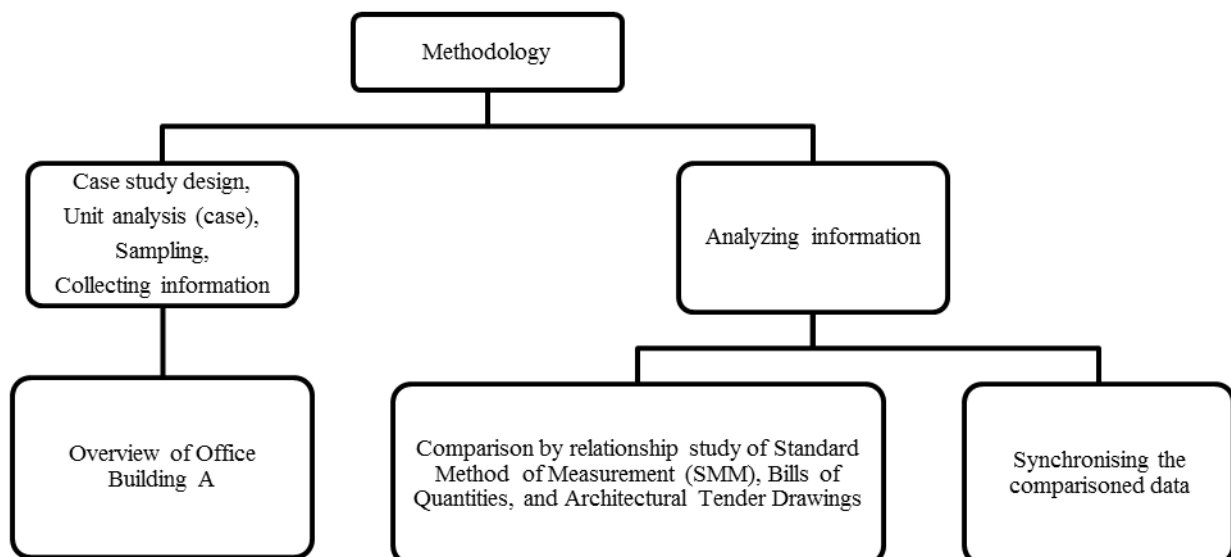 Methodology
Case study design,
Unit analysis (case),
Sampling,
Collecting information
Analyzing information
Overview of Office
Building A
Comparison by relationship study of Standard
Method of Measurement (SMM), Bills of
Quantities, and Architectural Tender Drawings
Synchronising the
comparisoned data